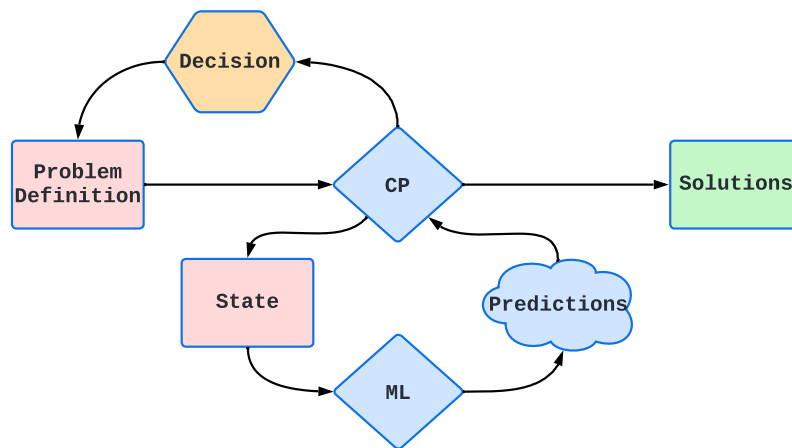 Decision
Problem
Definition
CP
Solutions
State
Predictions
ML